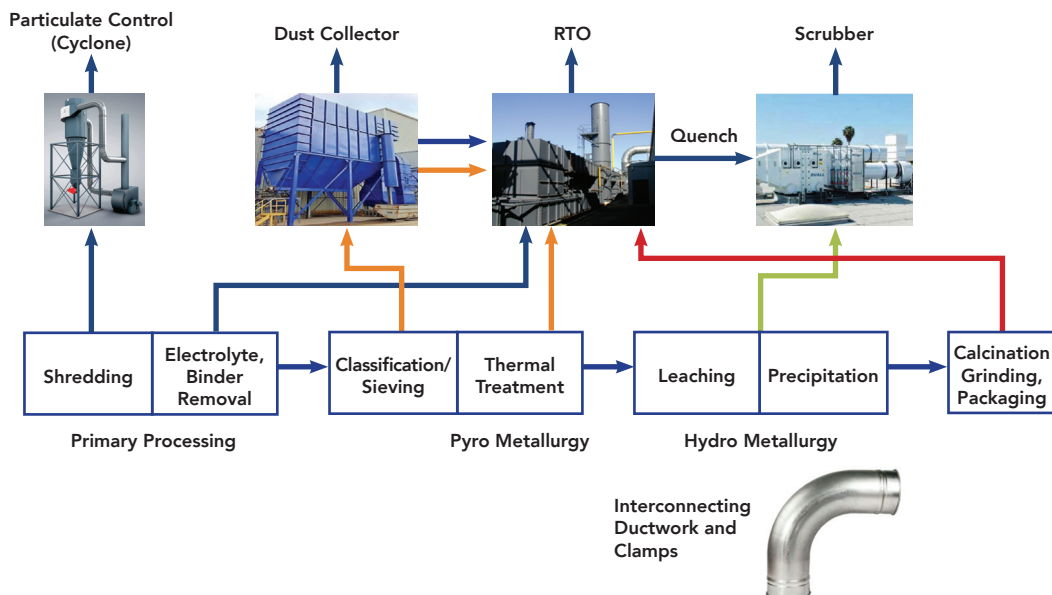 Particulate Control
(Cyclone)
Dust Collector
RTO
Scrubber
Quench
Shredding
Electrolyte,
Binder
Removal
Classification/
Sieving
Thermal
Treatment
Leaching
Precipitation
Calcination
Grinding,
Packaging
Primary Processing
Pyro Metallurgy
Hydro Metallurgy
Interconnecting
Ductwork and
Clamps